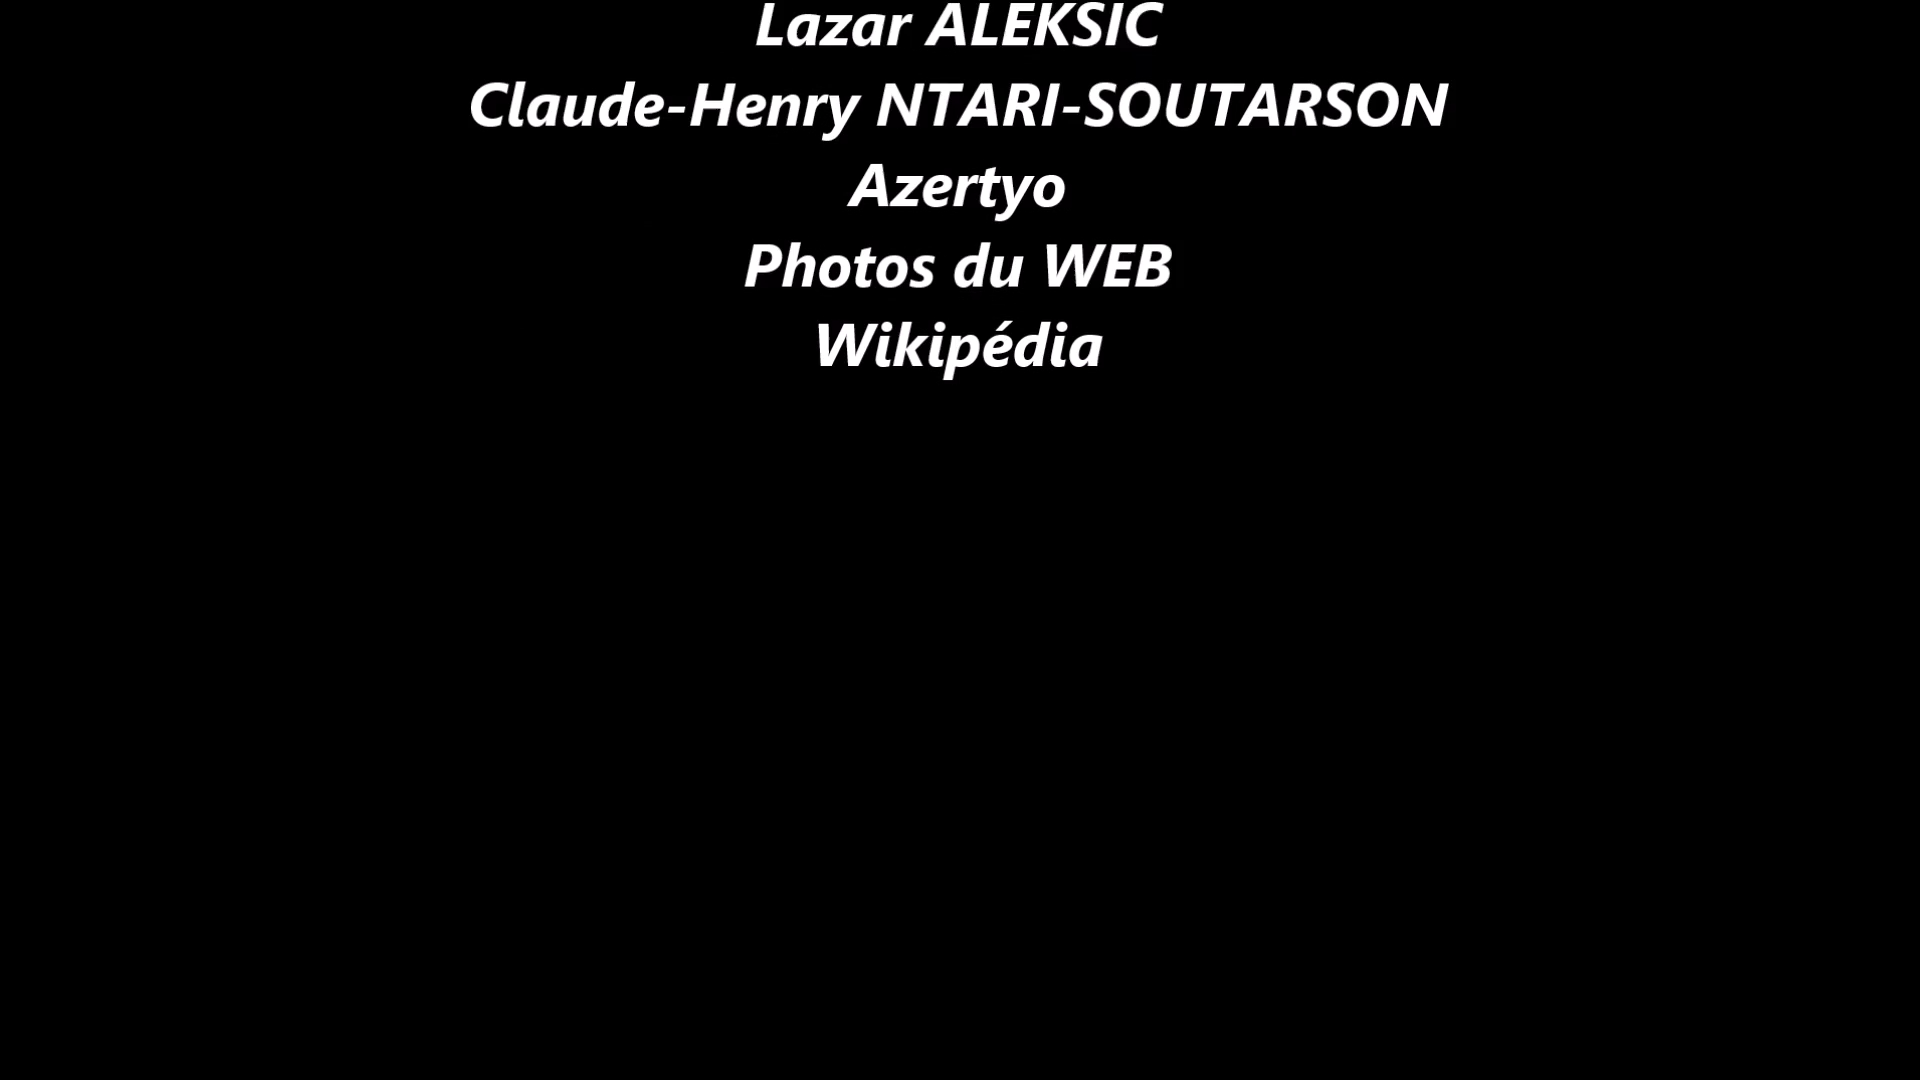 Lazar ALEKSIC
Claude-Henry NTARI-SOUTARSON
Azertyo
Photos du WEB
Wikipédia